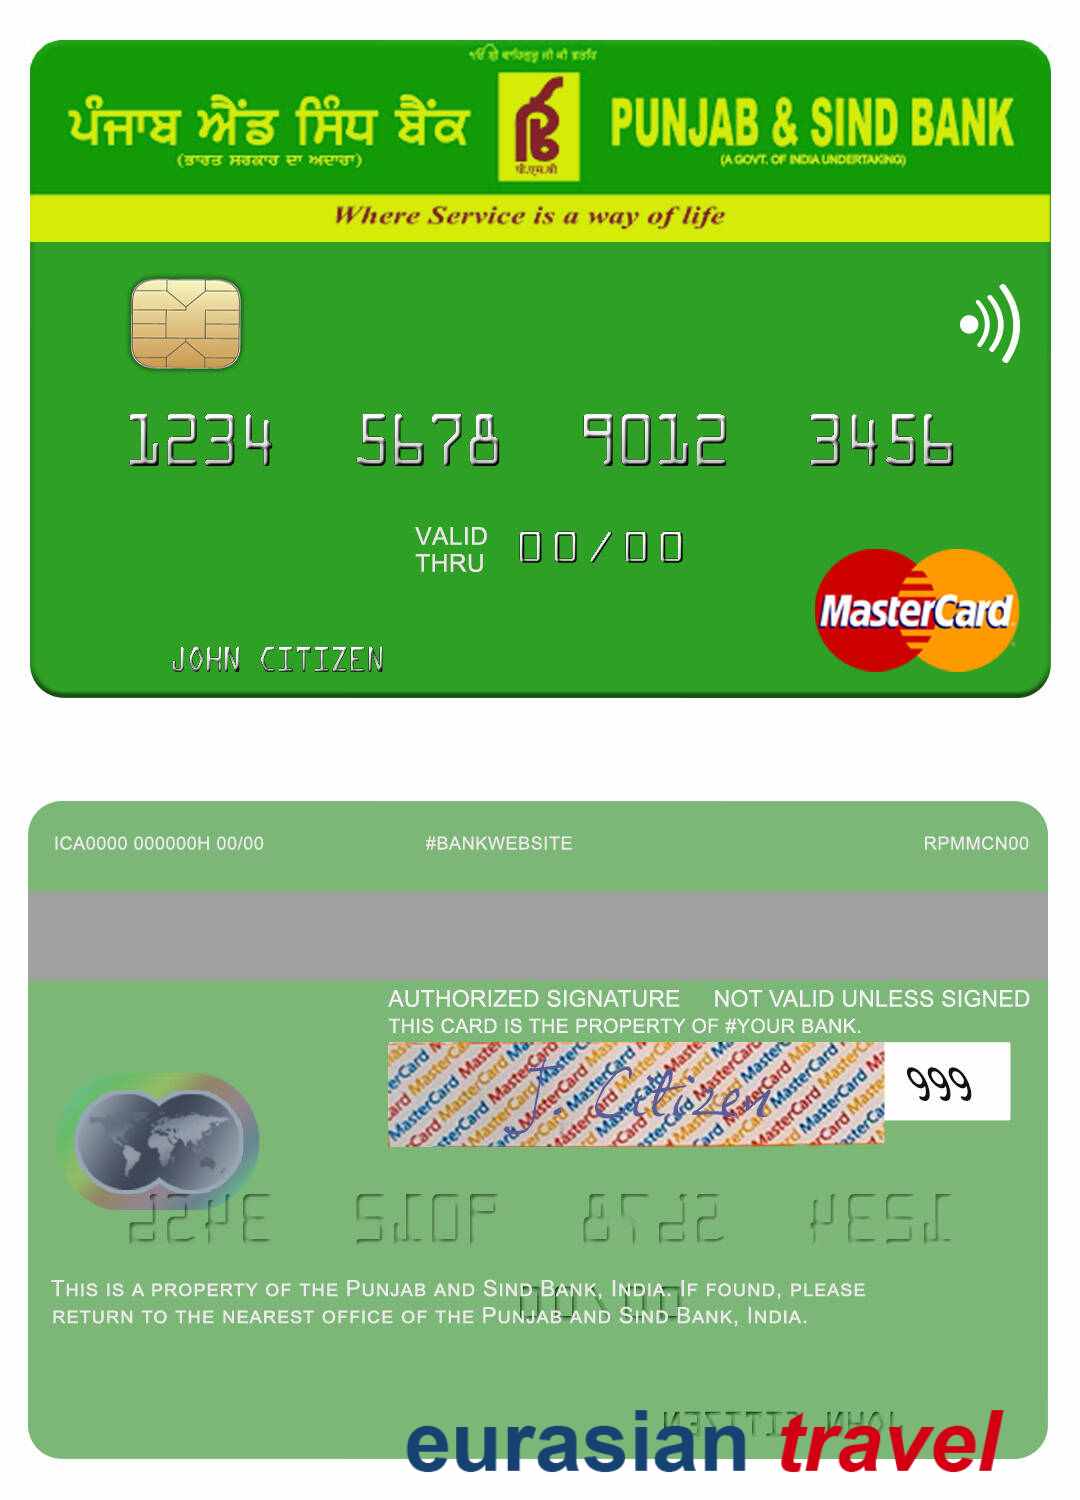 ੴ ਸ੍ਰੀ ਵਾਹਿਗੁਰੂ ਜੀ ਕੀ ਫਤਹਿ
ਪੰਜਾਬ ਐਂਡ ਸਿੰਧ ਬੈਂਕ
(ਭਾਰਤ ਸਰਕਾਰ ਦਾ ਅਦਾਰਾ)
ਪੀ.ਐਸ.ਬੀ
PUNJAB & SIND BANK
(A GOVT. OF INDIA UNDERTAKING)
Where Service is a way of life
1234 5678 9012 3456
VALID
THRU 00/00
MasterCard
JOHN CITIZEN
ICA0000 000000H 00/00 #BANKWEBSITE RPMMCN00
AUTHORIZED SIGNATURE NOT VALID UNLESS SIGNED
THIS CARD IS THE PROPERTY OF #YOUR BANK.
J. Citizen 999
THIS IS A PROPERTY OF THE PUNJAB AND SIND BANK, INDIA. IF FOUND, PLEASE
RETURN TO THE NEAREST OFFICE OF THE PUNJAB AND SIND BANK, INDIA.
eurasian travel